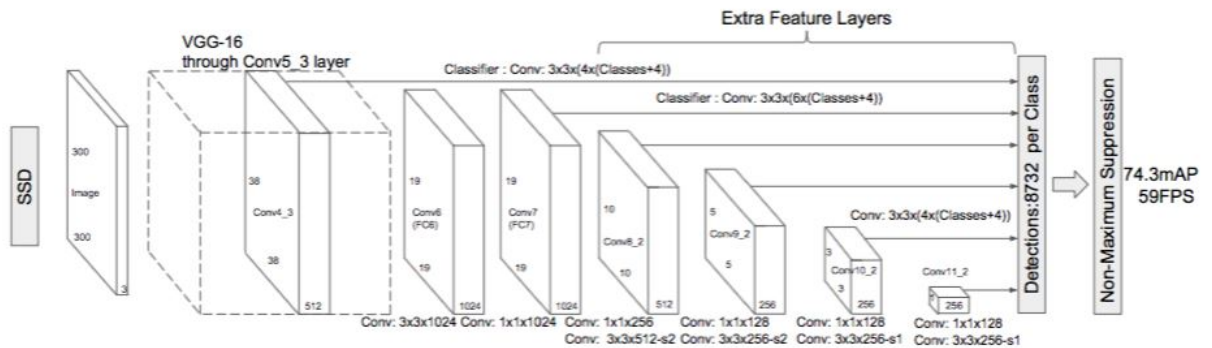 Extra Feature Layers
VGG-16
through Conv5_3 layer
Classifier : Conv: 3x3x(4x(Classes+4))
Classifier : Conv: 3x3x(6x(Classes+4))
SSD
300
Image
300
3
38
Conv4_3
38
512
19
Conv6
(FC6)
19
1024
19
Conv7
(FC7)
19
1024
10
Conv8_2
10
512
5
Conv9_2
5
256
Conv: 3x3x(4x(Classes+4))
3
Conv10_2
3
256
Conv11_2
256
Conv: 3x3x1024
Conv: 1x1x1024
Conv: 1x1x256
Conv: 3x3x512-s2
Conv: 1x1x128
Conv: 3x3x256-s2
Conv: 1x1x128
Conv: 3x3x256-s1
Conv: 1x1x128
Conv: 3x3x256-s1
Detections:8732 per Class
Non-Maximum Suppression
74.3mAP
59FPS